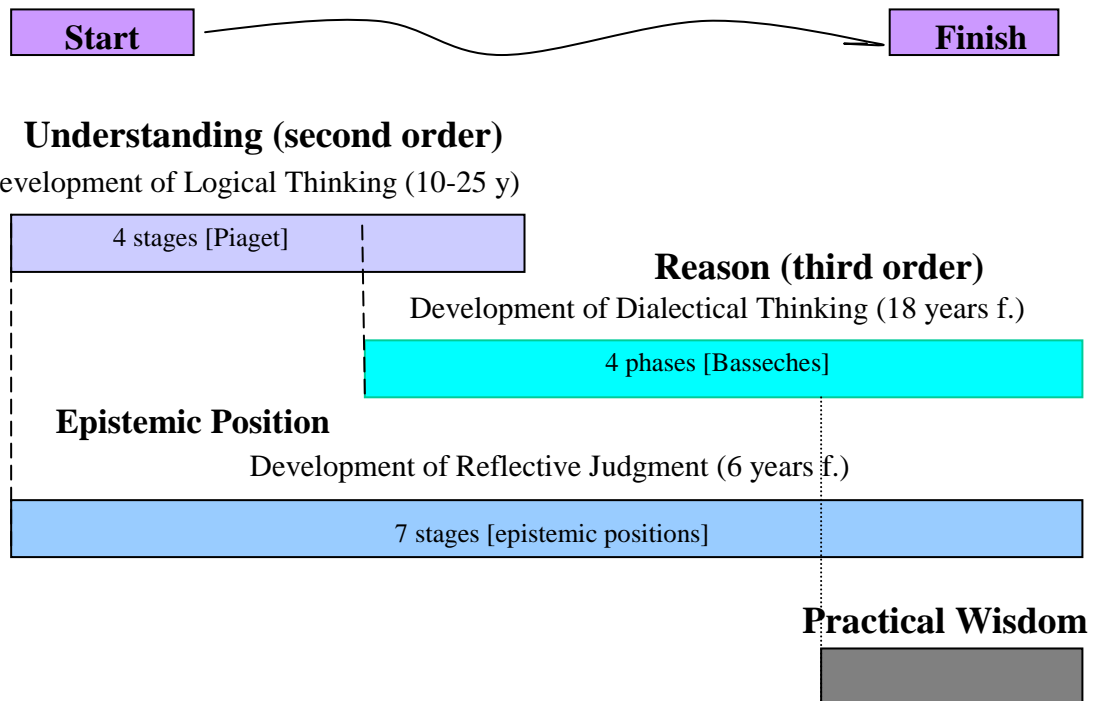 Start
Finish
Understanding (second order)
evelopment of Logical Thinking (10-25 y)
4 stages [Piaget]
Reason (third order)
Development of Dialectical Thinking (18 years f.)
4 phases [Basseches]
Epistemic Position
Development of Reflective Judgment (6 years f.)
7 stages [epistemic positions]
Practical Wisdom